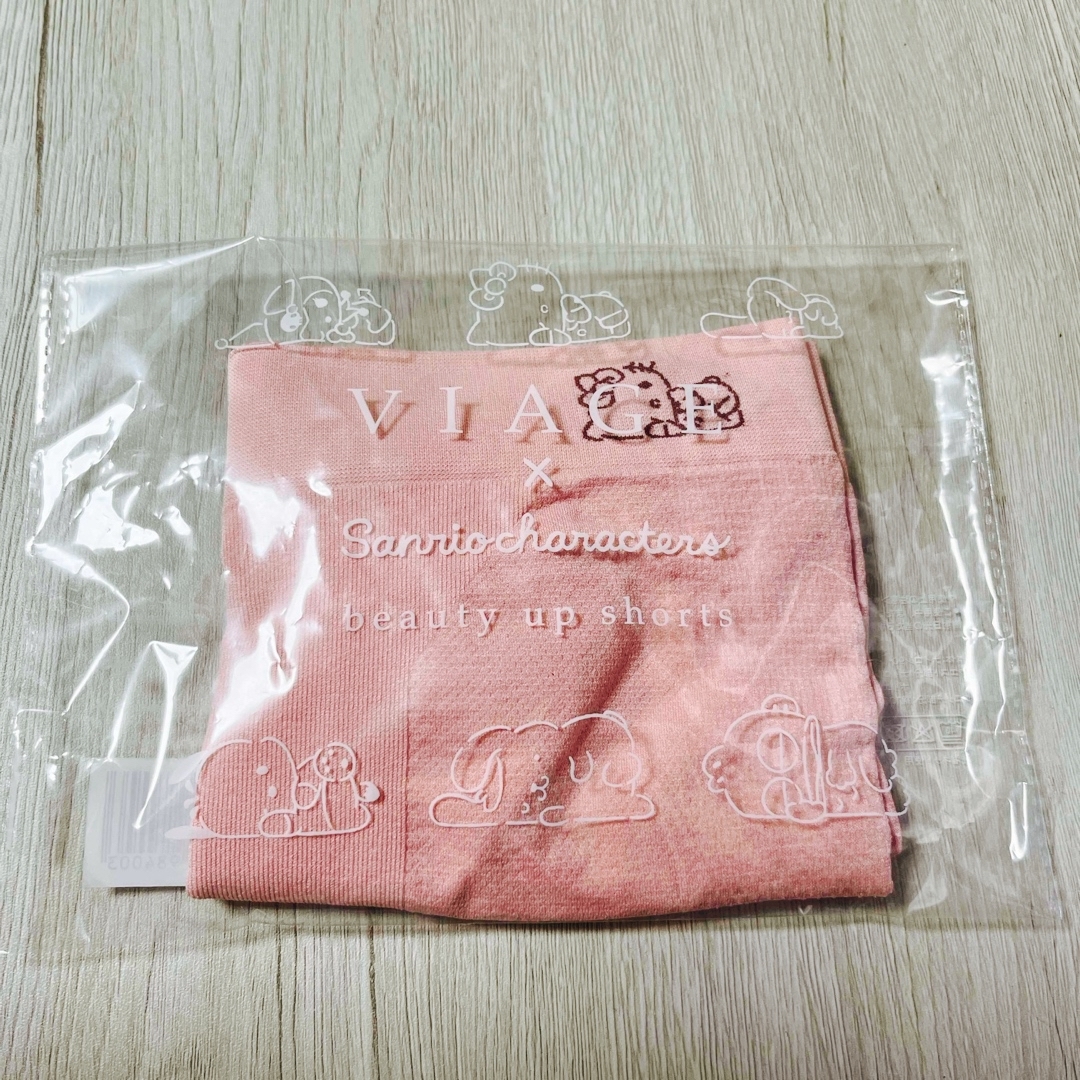 VIAGE
×
Sanrio characters
beauty up shorts